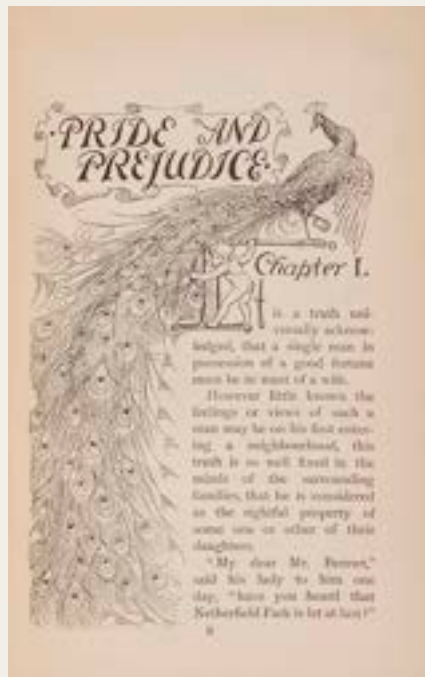 PRIDE AND
PREJUDICE
Chapter I.
It is a truth uni-
versally acknow-
ledged, that a single man in
possession of a good fortune
must be in want of a wife.
However little known the
feelings or views of such a
man may be on his first enter-
ing a neighbourhood, this
truth is so well fixed in the
minds of the surrounding
families, that he is considered
as the rightful property of
some one or other of their
daughters.
"My dear Mr. Bennet,"
said his lady to him one
day, "have you heard that
Netherfield Park is let at last?"